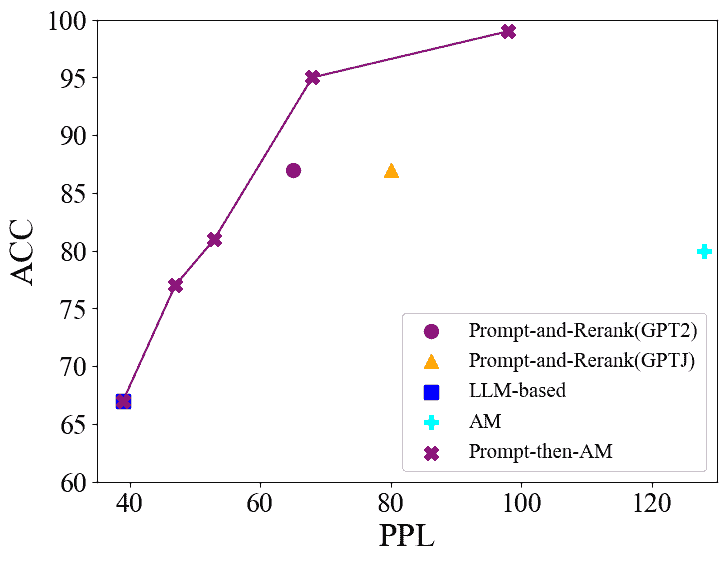 100
95
90
85
80
75
70
65
60
ACC
40 60 80 100 120
PPL
Prompt-and-Rerank(GPT2)
Prompt-and-Rerank(GPTJ)
LLM-based
AM
Prompt-then-AM